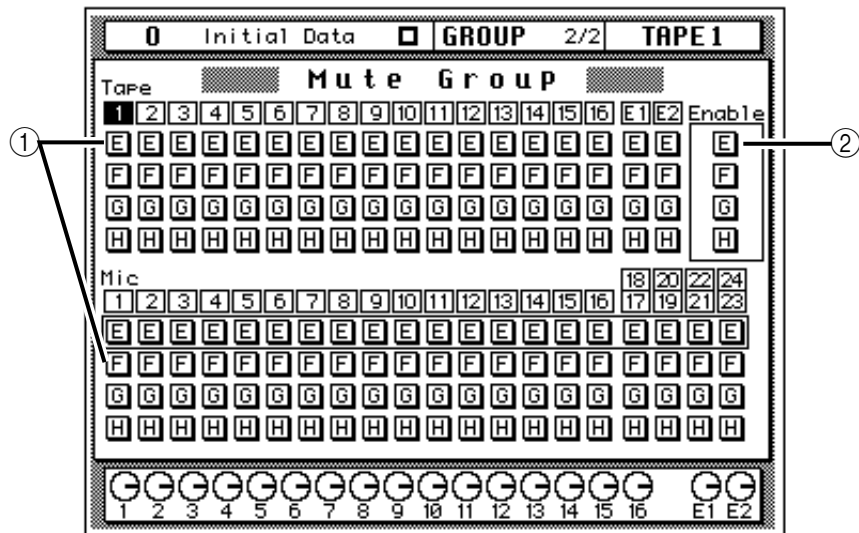 0 Initial Data GROUP 2/2 TAPE1
Mute Group
Tape
1 2 3 4 5 6 7 8 9 10 11 12 13 14 15 16 E1 E2 Enable
① E E E E E E E E E E E E E E E E E E E ②
F F F F F F F F F F F F F F F F F F F
G G G G G G G G G G G G G G G G G G G
H H H H H H H H H H H H H H H H H H H
Mic 18 20 22 24
1 2 3 4 5 6 7 8 9 10 11 12 13 14 15 16 17 19 21 23
E E E E E E E E E E E E E E E E E E E E
F F F F F F F F F F F F F F F F F F F F
G G G G G G G G G G G G G G G G G G G G
H H H H H H H H H H H H H H H H H H H H
1 2 3 4 5 6 7 8 9 10 11 12 13 14 15 16 E1 E2